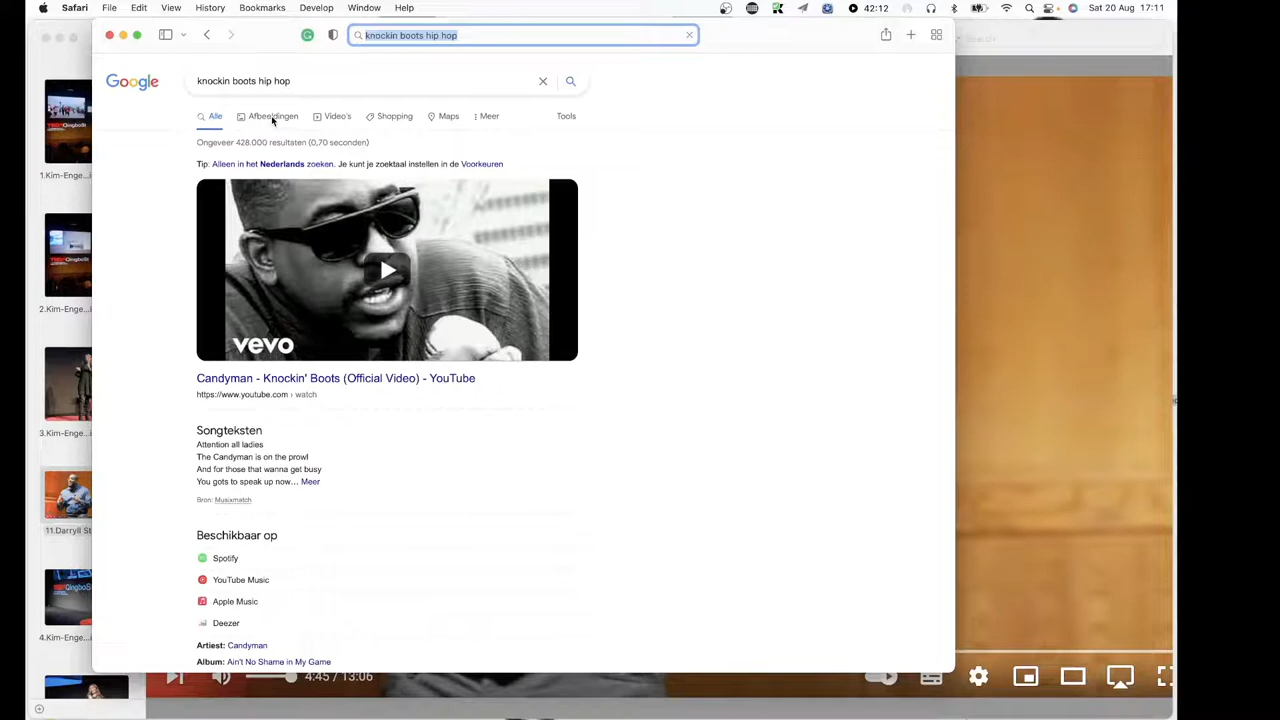 Safari File Edit View History Bookmarks Develop Window Help 42:12 Sat 20 Aug 17:11
knockin boots hip hop
Search
Google knockin boots hip hop
Alle Afbeeldingen Video's Shopping Maps Meer Tools
Ongeveer 428.000 resultaten (0,70 seconden)
Tip: Alleen in het Nederlands zoeken. Je kunt je zoektaal instellen in de Voorkeuren
1.Kim-Enge...
2.Kim-Enge...
vevo
Candyman - Knockin' Boots (Official Video) - YouTube
https://www.youtube.com › watch
3.Kim-Enge...
Songteksten
Attention all ladies
The Candyman is on the prowl
And for those that wanna get busy
You gots to speak up now... Meer
Bron: Musixmatch
11.Darryll St
Beschikbaar op
Spotify
YouTube Music
Apple Music
Deezer
4.Kim-Enge...
Artiest: Candyman
Album: Ain't No Shame in My Game
4:45 / 13:06